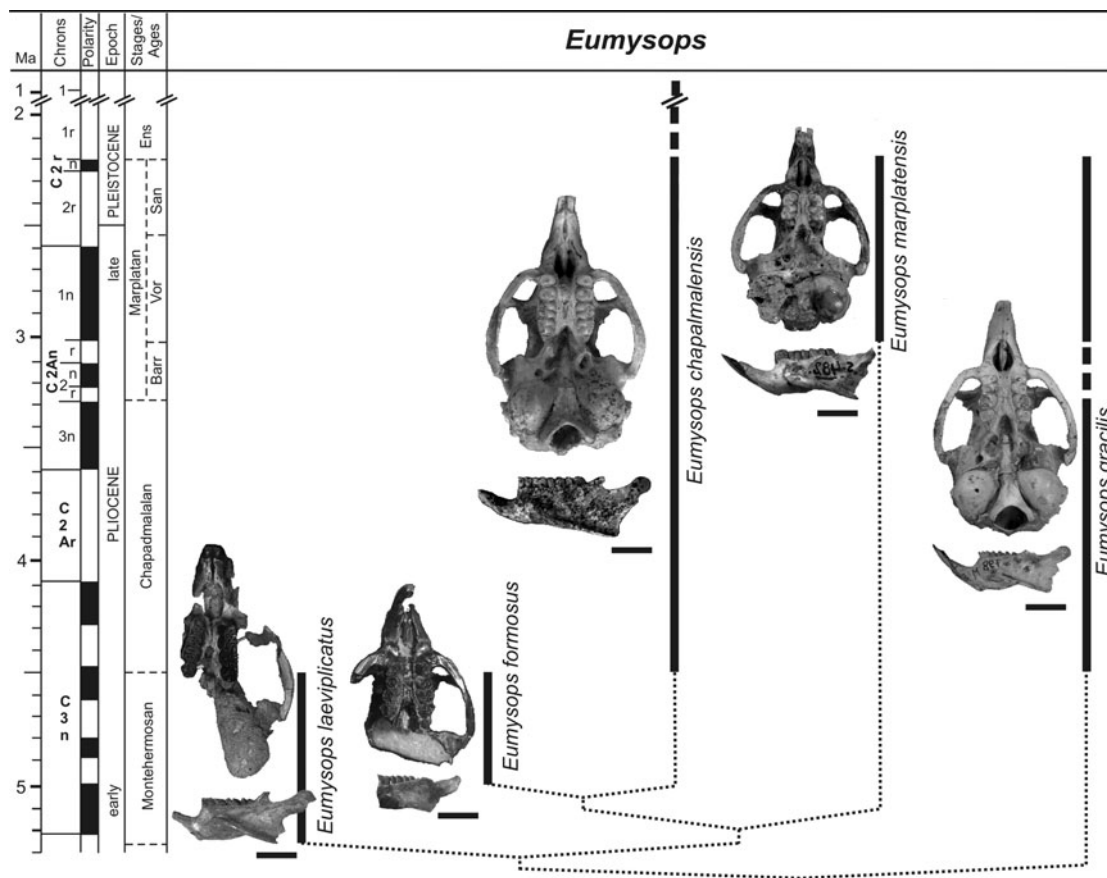 Ma
Chrons
Polarity
Epoch
Stages/
Ages
Eumysops
1
2
3
4
5
1
1r
n
2r
C 2 r
1n
r
n
2
r
C 2An
3n
C
2
Ar
C
3
n
PLEISTOCENE
late
PLIOCENE
early
Ens
San
Vor
Barr
Marplatan
Chapadmalalan
Montehermosan
Eumysops laeviplicatus
Eumysops formosus
Eumysops chapalmalensis
Eumysops marplatensis
Eumysops gracilis